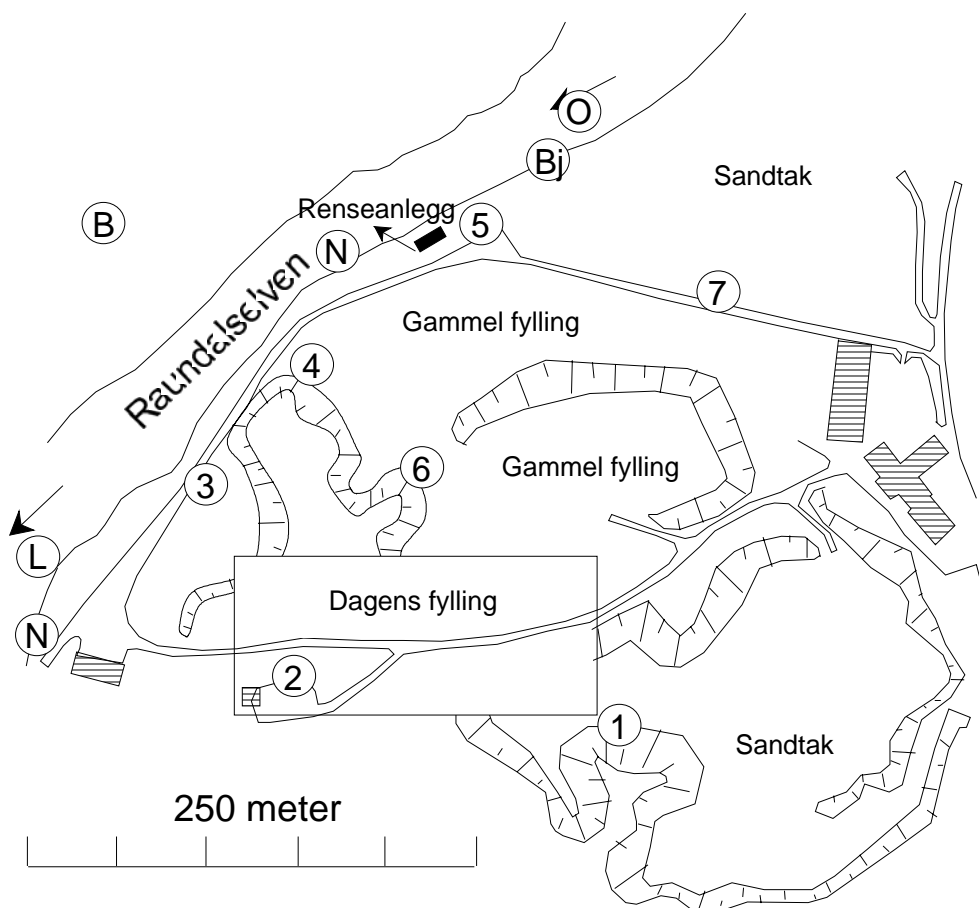 O
Bj
Sandtak
B
Renseanlegg
5
N
7
Raundalselven
Gammel fylling
4
Gammel fylling
6
3
L
Dagens fylling
N
2
1
Sandtak
250 meter